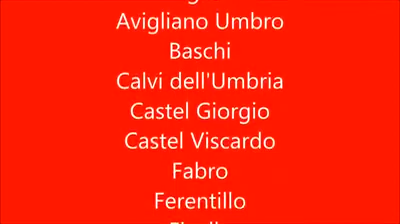 Avigliano Umbro
Baschi
Calvi dell'Umbria
Castel Giorgio
Castel Viscardo
Fabro
Ferentillo